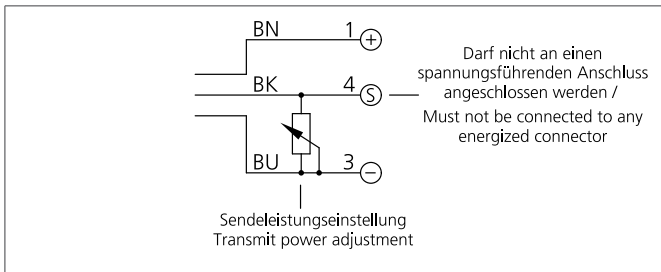 BN 1 +
Darf nicht an einen
spannungsführenden Anschluss
angeschlossen werden /
Must not be connected to any
energized connector
BK 4 S
BU 3 −
Sendeleistungseinstellung
Transmit power adjustment